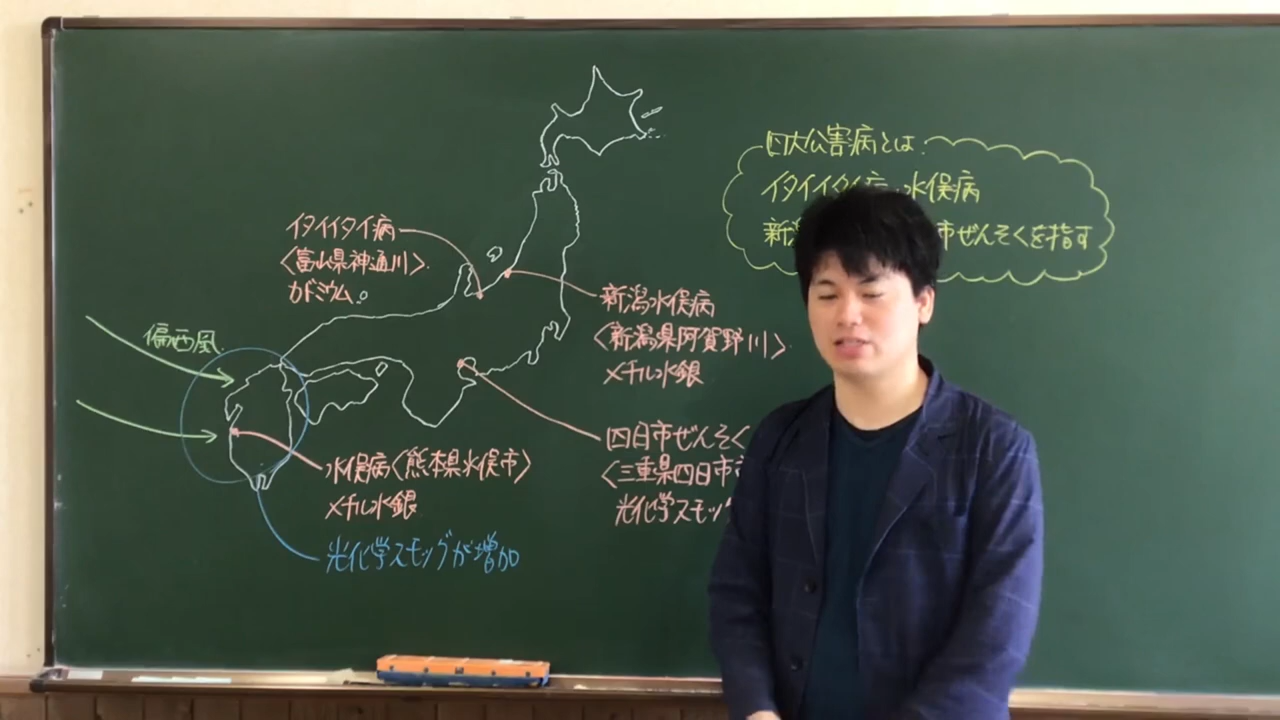 四大公害病とは、
イタイイタイ病、水俣病
新潟 市ぜんそくを指す
イタイイタイ病
〈富山県神通川〉
カドミウム。
新潟水俣病
〈新潟県阿賀野川〉
メチル水銀
偏西風
四日市ぜんそく
〈三重県四日市
光化学スモッグ
水俣病〈熊本県水俣市〉
メチル水銀
光化学スモッグが増加